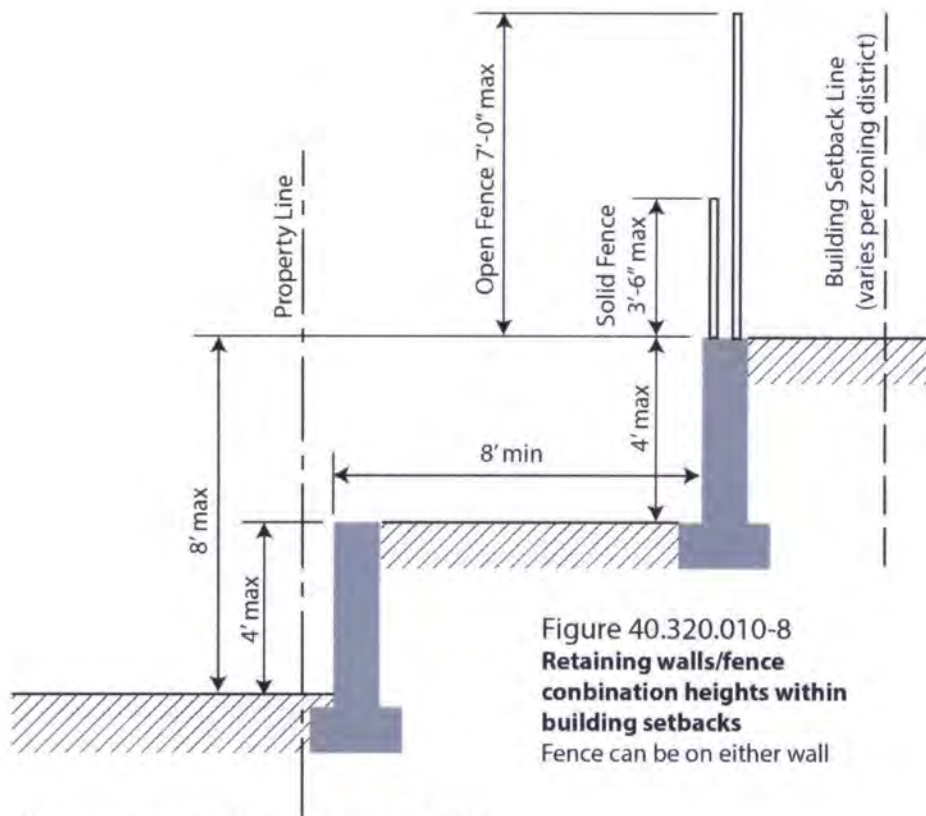 Open Fence 7'-0" max
Building Setback Line
(varies per zoning district)
Property Line
Solid Fence
3'-6" max
8' max
8' min
4' max
4' max
Figure 40.320.010-8
Retaining walls/fence
conbination heights within
building setbacks
Fence can be on either wall